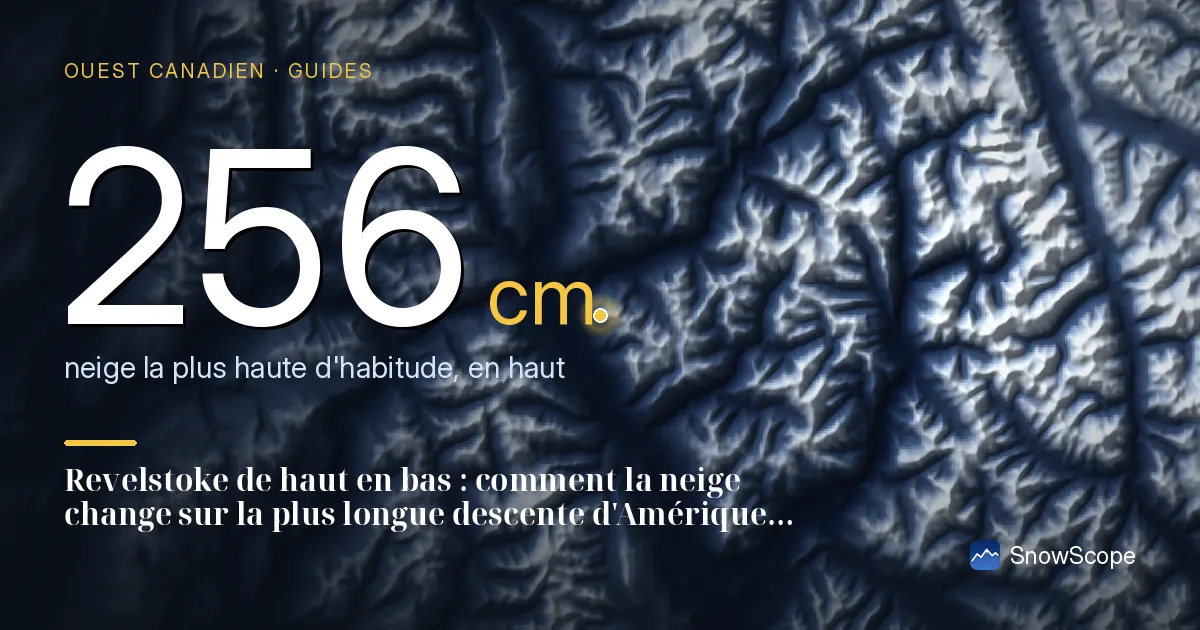 OUEST CANADIEN · GUIDES
256 cm
neige la plus haute d'habitude, en haut
Revelstoke de haut en bas : comment la neige
change sur la plus longue descente d'Amérique…
SnowScope